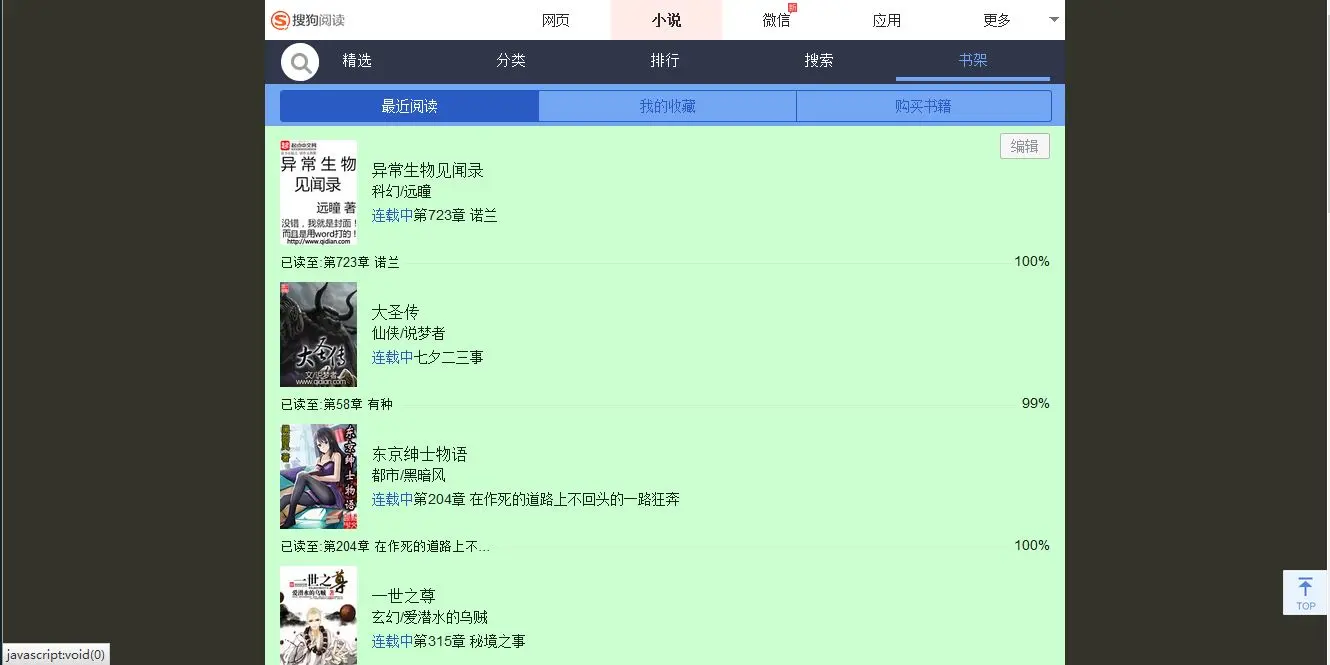 搜狗阅读 网页 小说 微信 新 应用 更多
精选 分类 排行 搜索 书架
最近阅读 我的收藏 购买书籍
编辑
起点中文网
异常生物
见闻录
远瞳 著
没错，我就是封面！
而且是用word打的！
http://www.qidian.com
异常生物见闻录
科幻/远瞳
连载中第723章 诺兰
已读至:第723章 诺兰 100%
大圣传
文/说梦者
www.qidian.com
大圣传
仙侠/说梦者
连载中七夕二三事
已读至:第58章 有种 99%
东京绅士物语
黑暗风 著
东京绅士物语
都市/黑暗风
连载中第204章 在作死的道路上不回头的一路狂奔
已读至:第204章 在作死的道路上不... 100%
一世之尊
爱潜水的乌贼 著
一世之尊
玄幻/爱潜水的乌贼
连载中第315章 秘境之事
TOP
javascript:void(0)